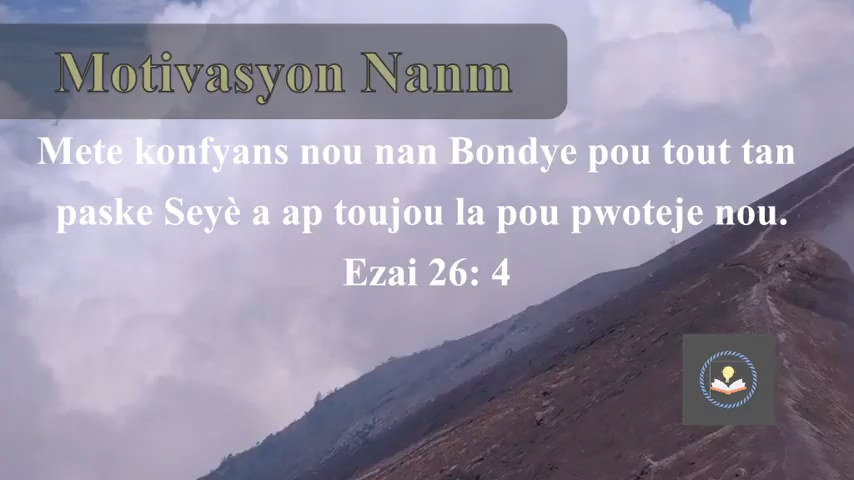 Motivasyon Nanm
Mete konfyans nou nan Bondye pou tout tan
paske Seyè a ap toujou la pou pwoteje nou.
Ezai 26: 4